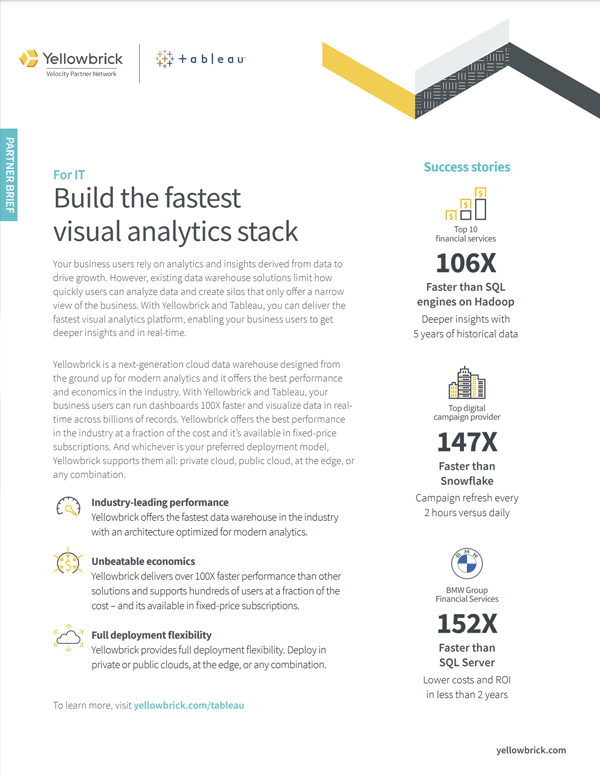 Yellowbrick
Velocity Partner Network
+ a b l e a u
PARTNER BRIEF
For IT
Build the fastest
visual analytics stack
Your business users rely on analytics and insights derived from data to
drive growth. However, existing data warehouse solutions limit how
quickly users can analyze data and create silos that only offer a narrow
view of the business. With Yellowbrick and Tableau, you can deliver the
fastest visual analytics platform, enabling your business users to get
deeper insights and in real-time.
Yellowbrick is a next-generation cloud data warehouse designed from
the ground up for modern analytics and it offers the best performance
and economics in the industry. With Yellowbrick and Tableau, your
business users can run dashboards 100X faster and visualize data in real-
time across billions of records. Yellowbrick offers the best performance
in the industry at a fraction of the cost and it's available in fixed-price
subscriptions. And whichever is your preferred deployment model,
Yellowbrick supports them all: private cloud, public cloud, at the edge, or
any combination.
Industry-leading performance
Yellowbrick offers the fastest data warehouse in the industry
with an architecture optimized for modern analytics.
Unbeatable economics
Yellowbrick delivers over 100X faster performance than other
solutions and supports hundreds of users at a fraction of the
cost – and its available in fixed-price subscriptions.
Full deployment flexibility
Yellowbrick provides full deployment flexibility. Deploy in
private or public clouds, at the edge, or any combination.
To learn more, visit yellowbrick.com/tableau
Success stories
$ $ $
Top 10
financial services
106X
Faster than SQL
engines on Hadoop
Deeper insights with
5 years of historical data
Top digital
campaign provider
147X
Faster than
Snowflake
Campaign refresh every
2 hours versus daily
BMW
BMW Group
Financial Services
152X
Faster than
SQL Server
Lower costs and ROI
in less than 2 years
yellowbrick.com